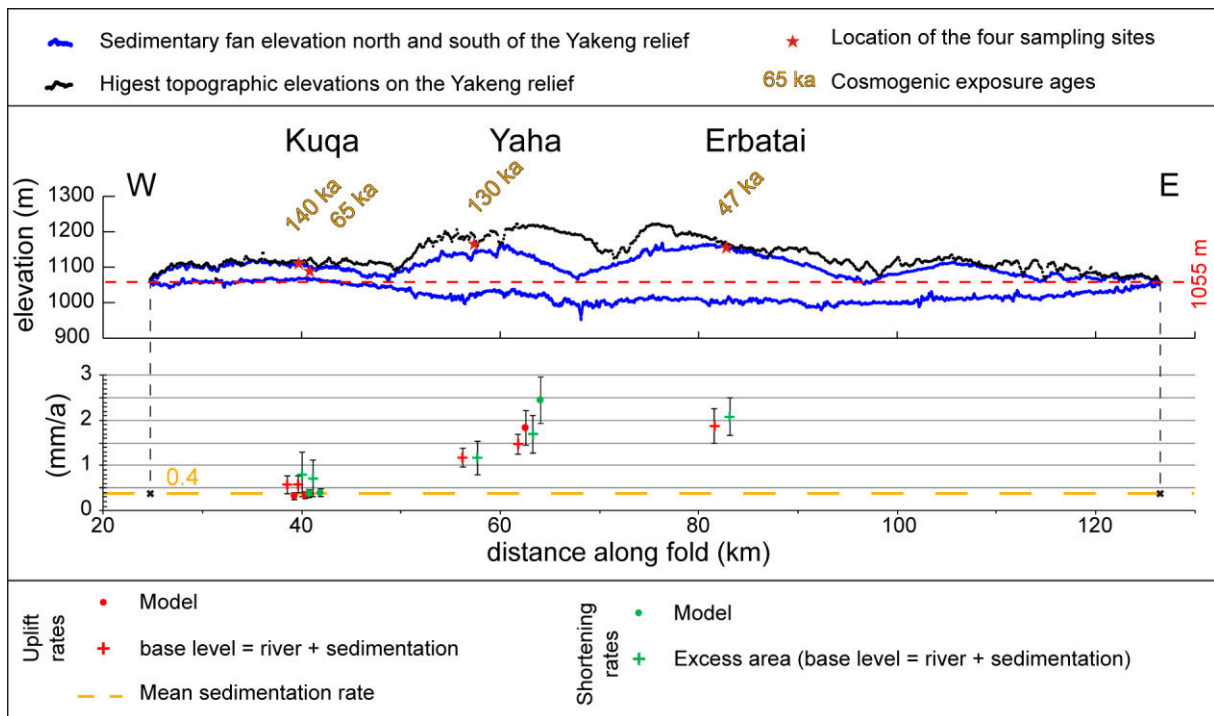 Sedimentary fan elevation north and south of the Yakeng relief
Location of the four sampling sites
Higest topographic elevations on the Yakeng relief
65 ka Cosmogenic exposure ages
Kuqa Yaha Erbatai
W E
140 ka 65 ka 130 ka 47 ka
elevation (m)
1300
1200
1100
1000
900
1055 m
(mm/a)
3
2
1
0
0.4
20 40 60 80 100 120
distance along fold (km)
Uplift rates
Model
base level = river + sedimentation
Mean sedimentation rate
Shortening rates
Model
Excess area (base level = river + sedimentation)